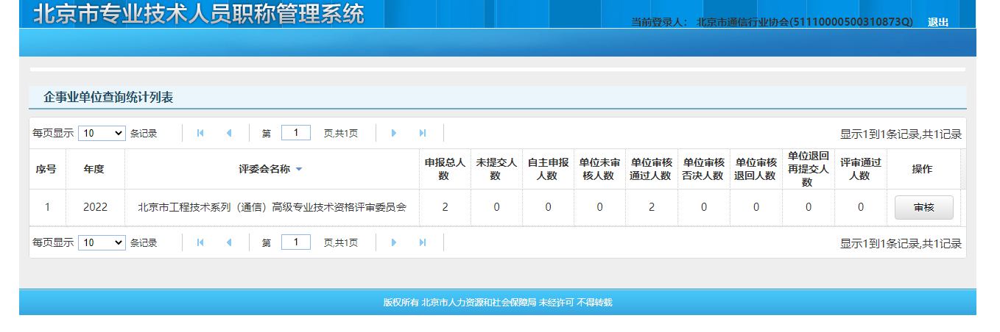 北京市专业技术人员职称管理系统
当前登录人： 北京市通信行业协会(51110000500310873Q) 退出
企事业单位查询统计列表
每页显示 10 条记录 第 1 页,共1页 显示1到1条记录,共1记录
序号 年度 评委会名称 申报总人数 未提交人数 自主申报人数 单位未审核人数 单位审核通过人数 单位审核否决人数 单位审核退回人数 单位退回再提交人数 评审通过人数 操作
1 2022 北京市工程技术系列（通信）高级专业技术资格评审委员会 2 0 0 0 2 0 0 0 0 审核
每页显示 10 条记录 第 1 页,共1页 显示1到1条记录,共1记录
版权所有 北京市人力资源和社会保障局 未经许可 不得转载